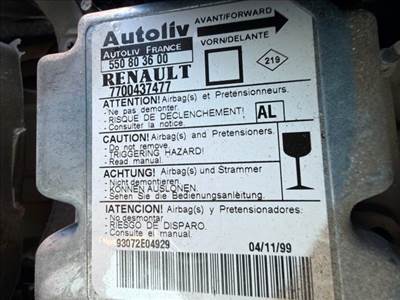 Autoliv
AVANT/FORWARD
AUTOLIV FRANCE
VORN/DELANTE
550 80 36 00
RENAULT
219
7700437477
ATTENTION! Airbag(s) et Pretensionneurs.
- Ne pas demonter.
- RISQUE DE DECLENCHEMENT!
- Consulter la notice.
AL
CAUTION! Airbag(s) and Pretensioners.
- Do not remove.
- TRIGGERING HAZARD!
- Read manual.
ACHTUNG! Airbag(s) und Strammer
- Nicht demontieren.
- KONNEN AUSLONEN.
- Sehen Sie die Bedienungsanleitung.
IATENCION! Airbag(s) y Pretensionadores:
- No desmontar.
- RIESGO DE DISPARO.
- Consulte el manual.
93072E04929
04/11/99